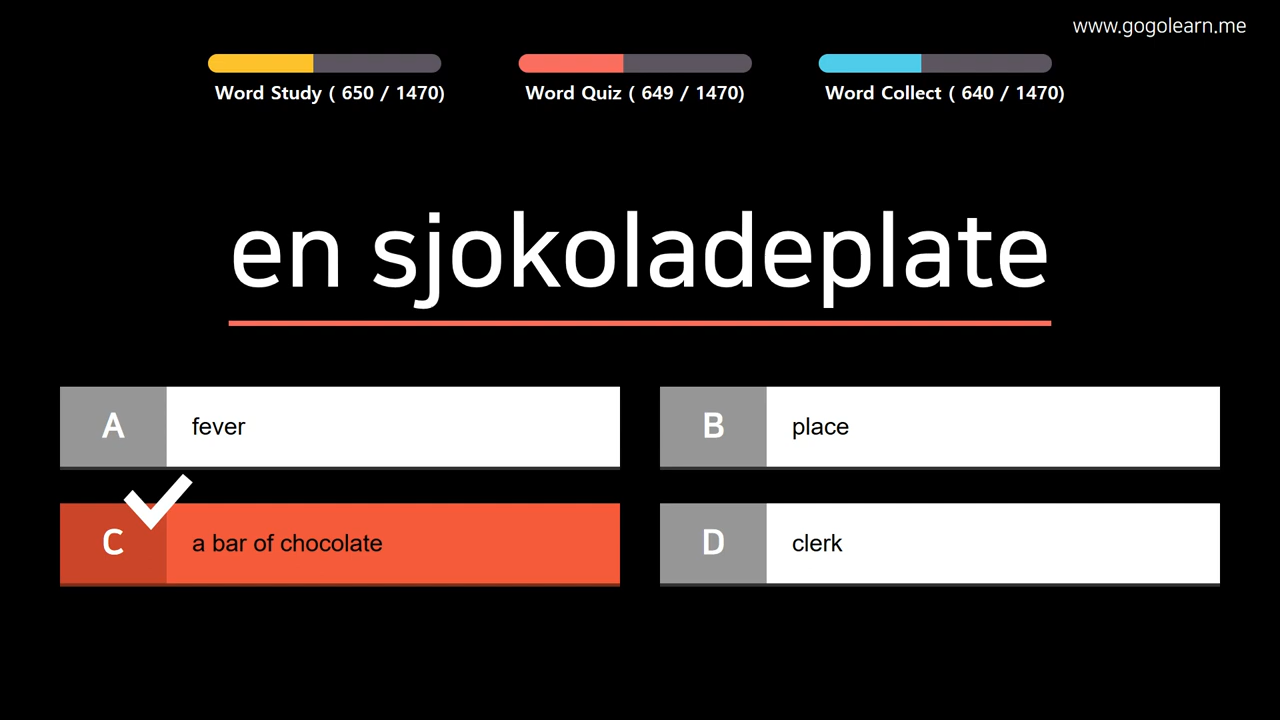 www.gogolearn.me
Word Study ( 650 / 1470)
Word Quiz ( 649 / 1470)
Word Collect ( 640 / 1470)
en sjokoladeplate
A fever
B place
C a bar of chocolate
D clerk